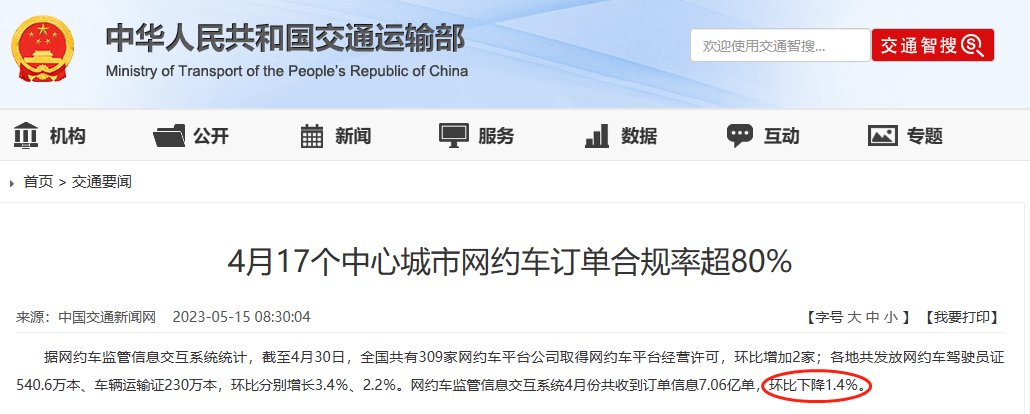 中华人民共和国交通运输部
Ministry of Transport of the People's Republic of China
欢迎使用交通智搜...
交通智搜
机构 公开 新闻 服务 数据 互动 专题
首页 > 交通要闻
4月17个中心城市网约车订单合规率超80%
来源：中国交通新闻网 2023-05-15 08:30:04 【字号 大 中 小 】 【我要打印】
据网约车监管信息交互系统统计，截至4月30日，全国共有309家网约车平台公司取得网约车平台经营许可，环比增加2家；各地共发放网约车驾驶员证
540.6万本、车辆运输证230万本，环比分别增长3.4%、2.2%。网约车监管信息交互系统4月份共收到订单信息7.06亿单，环比下降1.4%。